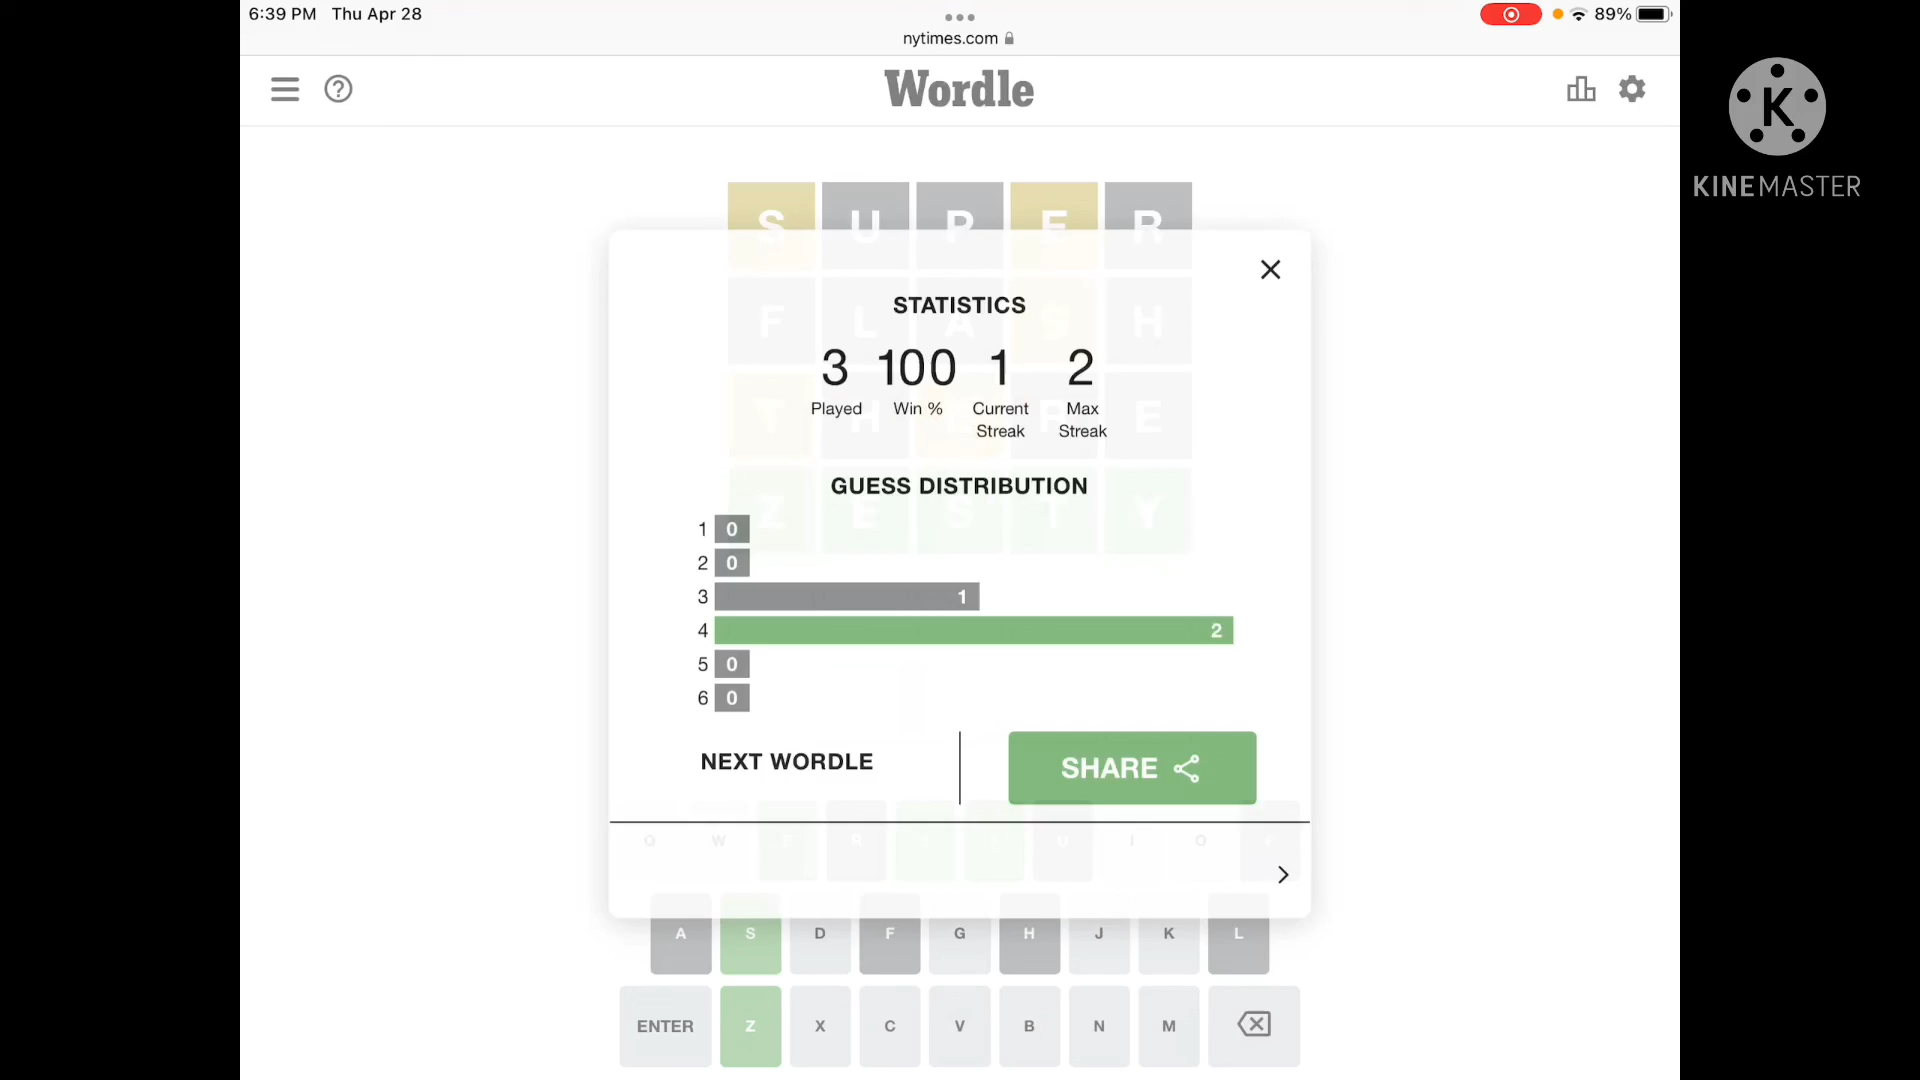 6:39 PM Thu Apr 28
89%
nytimes.com
Wordle
K
KINEMASTER
S U P E R
F L A S H
STATISTICS
3 100 1 2
Played Win % Current Streak Max Streak
T H E R E
GUESS DISTRIBUTION
Z E S T Y
1 0
2 0
3 1
4 2
5 0
6 0
NEXT WORDLE
SHARE
Q W E R T Y U I O P
A S D F G H J K L
ENTER Z X C V B N M